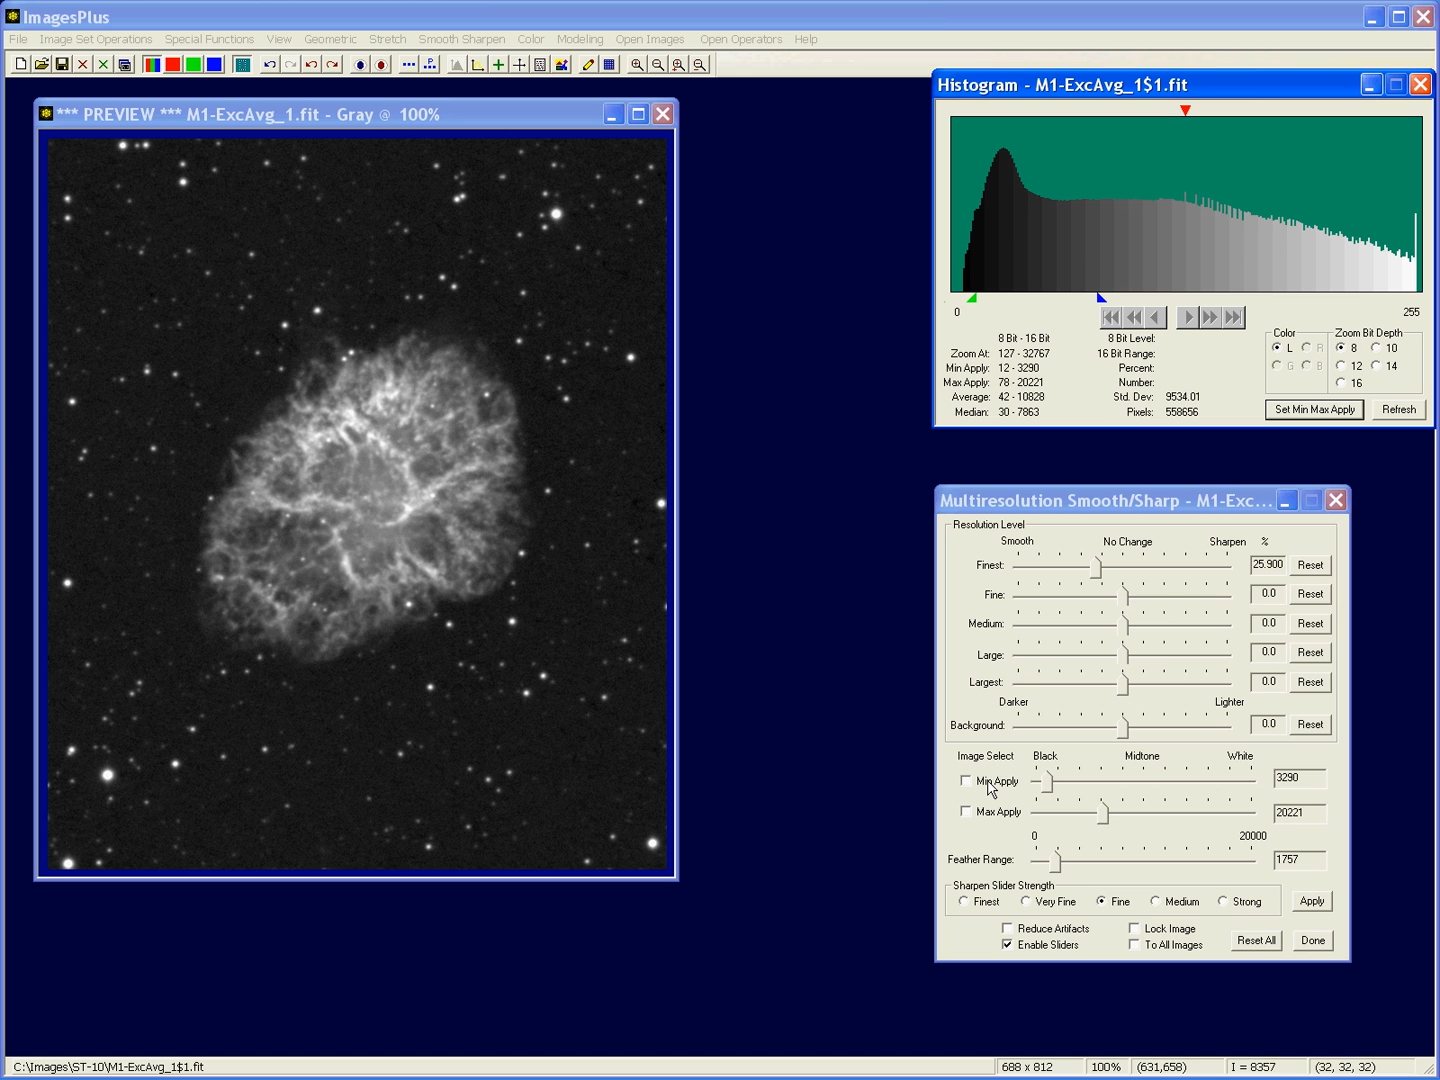 ImagesPlus
File Image Set Operations Special Functions View Geometric Stretch Smooth Sharpen Color Modeling Open Images Open Operators Help
*** PREVIEW *** M1-ExcAvg_1.fit - Gray @ 100%
Histogram - M1-ExcAvg_1$1.fit
0 255
8 Bit - 16 Bit 8 Bit Level:
Zoom At: 127 - 32767 16 Bit Range:
Min Apply: 12 - 3290 Percent:
Max Apply: 78 - 20221 Number:
Average: 42 - 10828 Std. Dev: 9534.01
Median: 30 - 7863 Pixels: 558656
Color
L R
G B
Zoom Bit Depth
8 10
12 14
16
Set Min Max Apply Refresh
Multiresolution Smooth/Sharp - M1-Exc...
Resolution Level
Smooth No Change Sharpen %
Finest: 25.900 Reset
Fine: 0.0 Reset
Medium: 0.0 Reset
Large: 0.0 Reset
Largest: 0.0 Reset
Darker Lighter
Background: 0.0 Reset
Image Select Black Midtone White
Min Apply 3290
Max Apply 20221
0 20000
Feather Range: 1757
Sharpen Slider Strength
Finest Very Fine Fine Medium Strong Apply
Reduce Artifacts Lock Image
Enable Sliders To All Images Reset All Done
C:\Images\ST-10\M1-ExcAvg_1$1.fit 688 x 812 100% (631,658) I = 8357 (32, 32, 32)